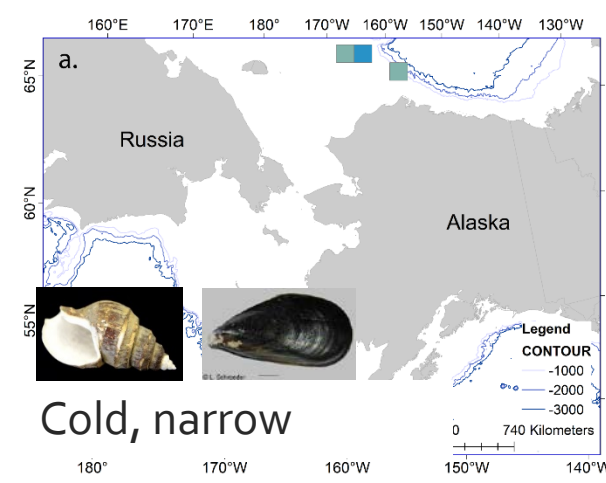 160°E 170°E 180° 170°W 160°W 150°W 140°W 130°W
a.
65°N
Russia
60°N
Alaska
55°N
Legend
CONTOUR
-1000
-2000
-3000
© L. Schroeder
Cold, narrow
0 740 Kilometers
180° 170°W 160°W 150°W 140°W